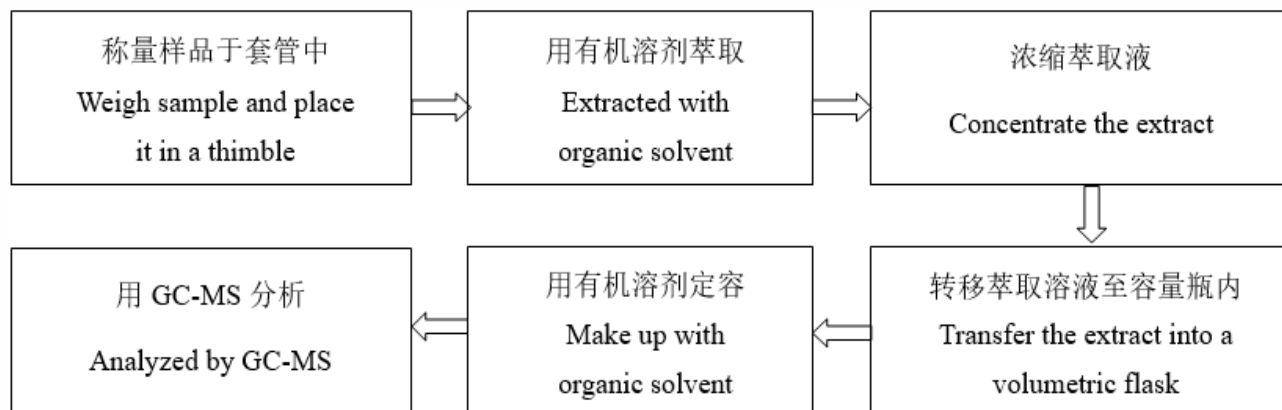 称量样品于套管中
Weigh sample and place
it in a thimble
用有机溶剂萃取
Extracted with
organic solvent
浓缩萃取液
Concentrate the extract
转移萃取溶液至容量瓶内
Transfer the extract into a
volumetric flask
用有机溶剂定容
Make up with
organic solvent
用 GC-MS 分析
Analyzed by GC-MS